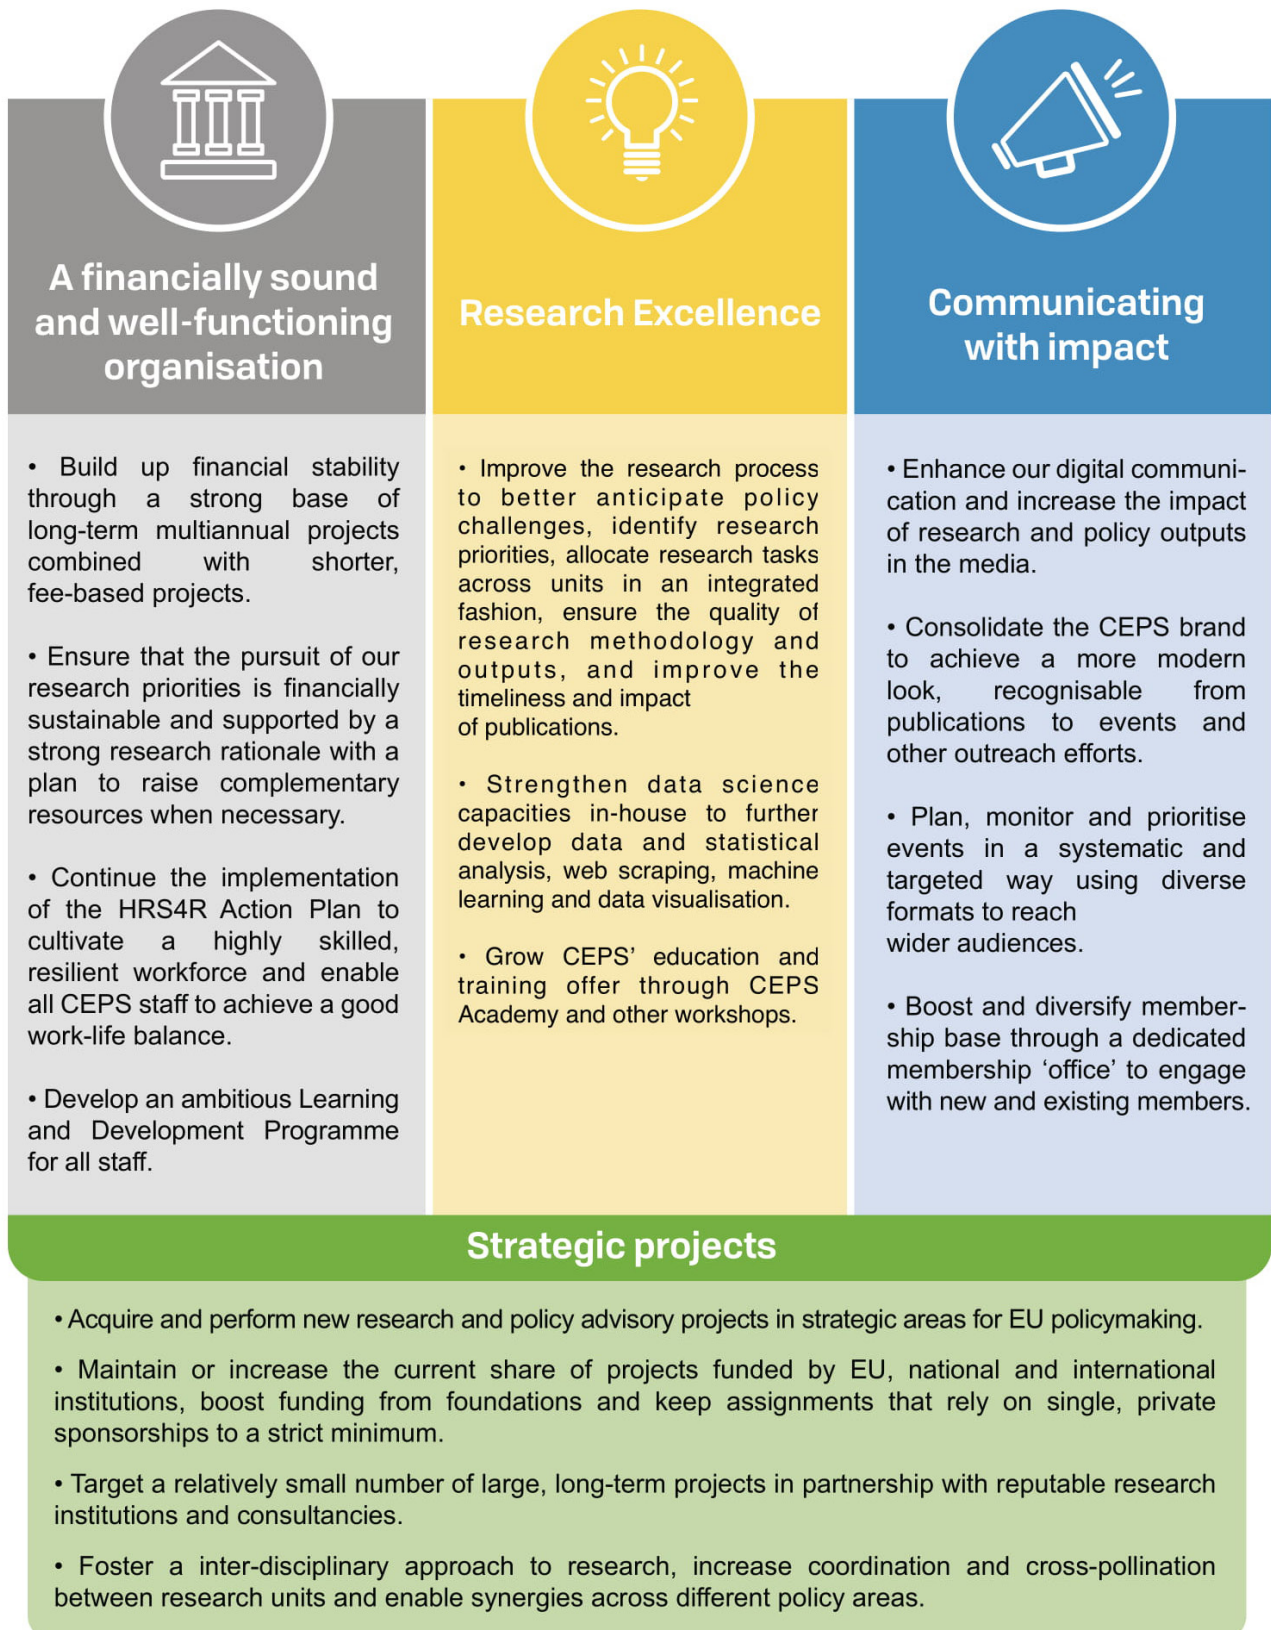 A financially sound
and well-functioning
organisation
• Build up financial stability
through a strong base of
long-term multiannual projects
combined with shorter,
fee-based projects.
• Ensure that the pursuit of our
research priorities is financially
sustainable and supported by a
strong research rationale with a
plan to raise complementary
resources when necessary.
• Continue the implementation
of the HRS4R Action Plan to
cultivate a highly skilled,
resilient workforce and enable
all CEPS staff to achieve a good
work-life balance.
• Develop an ambitious Learning
and Development Programme
for all staff.
Research Excellence
• Improve the research process
to better anticipate policy
challenges, identify research
priorities, allocate research tasks
across units in an integrated
fashion, ensure the quality of
research methodology and
outputs, and improve the
timeliness and impact
of publications.
• Strengthen data science
capacities in-house to further
develop data and statistical
analysis, web scraping, machine
learning and data visualisation.
• Grow CEPS’ education and
training offer through CEPS
Academy and other workshops.
Communicating
with impact
• Enhance our digital communi-
cation and increase the impact
of research and policy outputs
in the media.
• Consolidate the CEPS brand
to achieve a more modern
look, recognisable from
publications to events and
other outreach efforts.
• Plan, monitor and prioritise
events in a systematic and
targeted way using diverse
formats to reach
wider audiences.
• Boost and diversify member-
ship base through a dedicated
membership ‘office’ to engage
with new and existing members.
Strategic projects
• Acquire and perform new research and policy advisory projects in strategic areas for EU policymaking.
• Maintain or increase the current share of projects funded by EU, national and international
institutions, boost funding from foundations and keep assignments that rely on single, private
sponsorships to a strict minimum.
• Target a relatively small number of large, long-term projects in partnership with reputable research
institutions and consultancies.
• Foster a inter-disciplinary approach to research, increase coordination and cross-pollination
between research units and enable synergies across different policy areas.